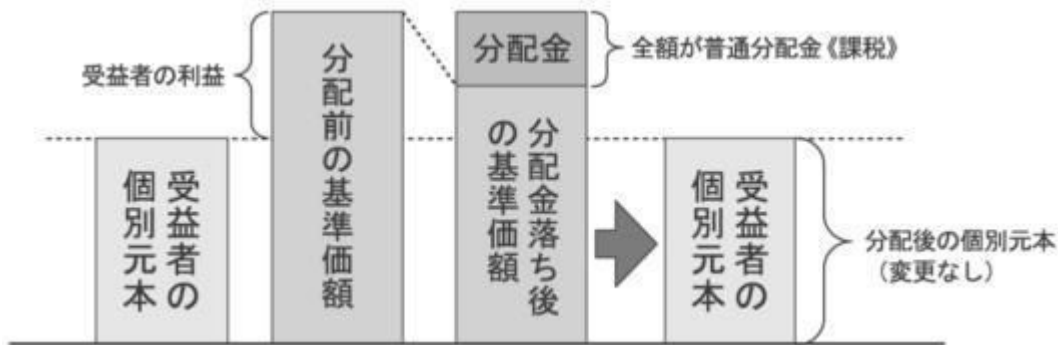 受益者の利益
受益者の
個別元本
分配前の基準価額
分配金
全額が普通分配金《課税》
分配金落ち後
の基準価額
受益者の
個別元本
分配後の個別元本
(変更なし)